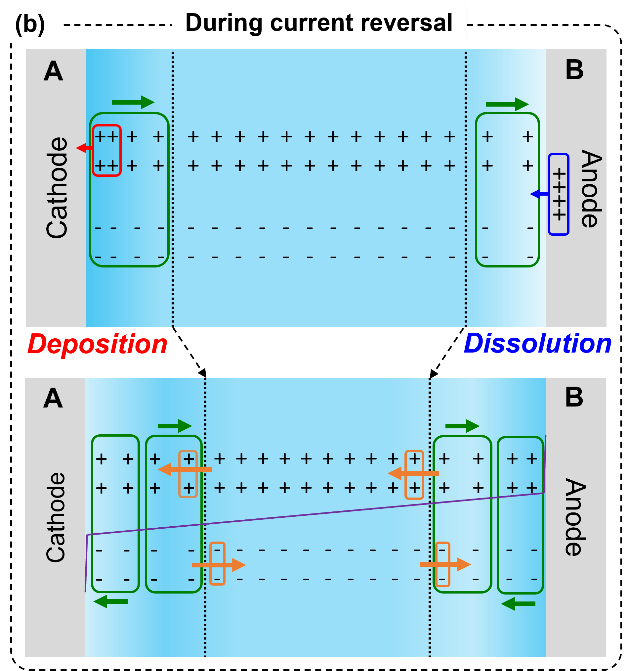 (b) During current reversal
A B
Cathode
Anode
++ + + + + + + + + + + + + + + + +
++ + + + + + + + + + + + + + + + +
++++
- - - - - - - - - - - - - - - - - -
- - - - - - - - - - - - - - - - - -
Deposition Dissolution
A B
Cathode
Anode
+ + + + + + + + + + + + + + + + + +
+ + + + + + + + + + + + + + + + + +
- - - - - - - - - - - - - - - - - -
- - - - - - - - - - - - - - - - - -